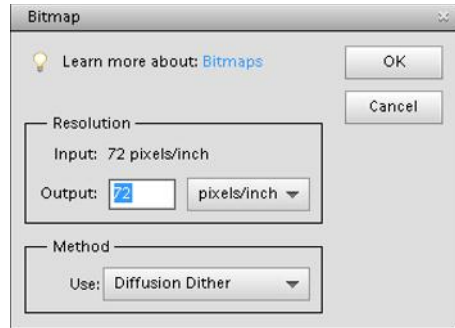 Bitmap
Learn more about: Bitmaps
OK
Cancel
Resolution
Input: 72 pixels/inch
Output: 72 pixels/inch
Method
Use: Diffusion Dither